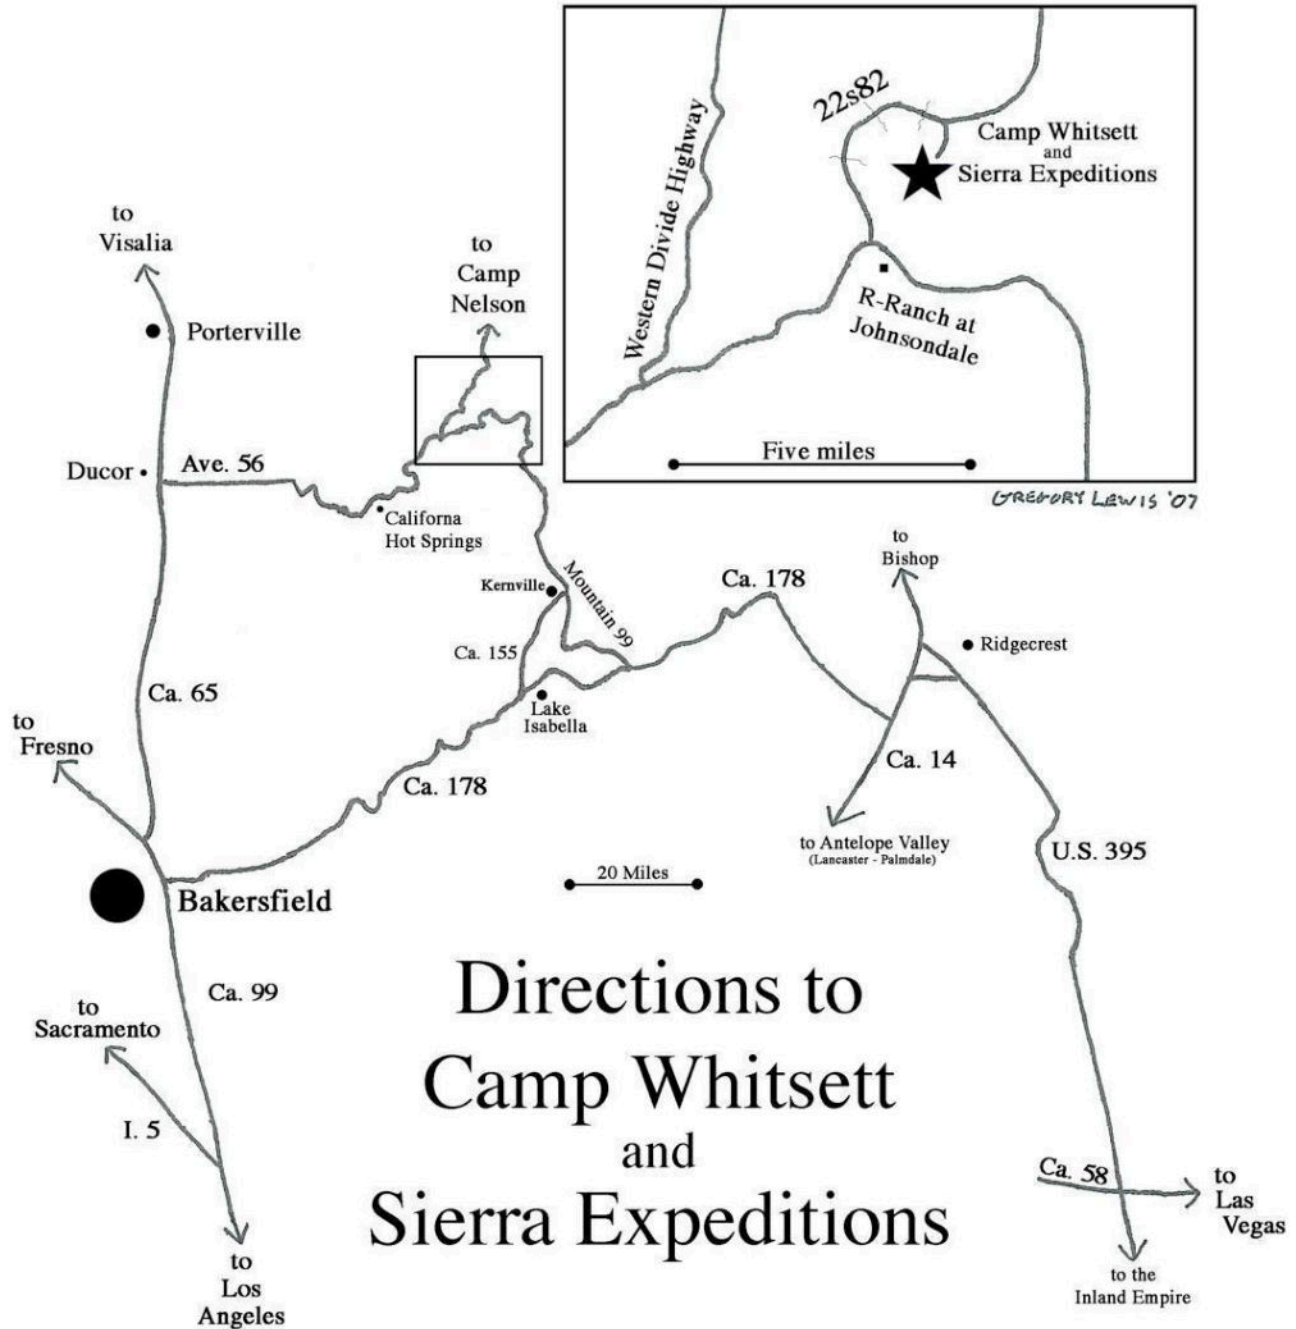 22s82
Camp Whitsett
and
Sierra Expeditions
Western Divide Highway
R-Ranch at
Johnsondale
Five miles
GREGORY LEWIS '07
to
Visalia
to
Camp
Nelson
Porterville
Ducor
Ave. 56
Californa
Hot Springs
to
Bishop
Kernville
Mountain 99
Ca. 178
Ridgecrest
Ca. 155
Ca. 65
Lake
Isabella
to
Fresno
Ca. 178
Ca. 14
to Antelope Valley
(Lancaster - Palmdale)
U.S. 395
20 Miles
Bakersfield
Ca. 99
to
Sacramento
I. 5
Directions to
Camp Whitsett
and
Sierra Expeditions
Ca. 58
to
Las
Vegas
to
Los
Angeles
to the
Inland Empire